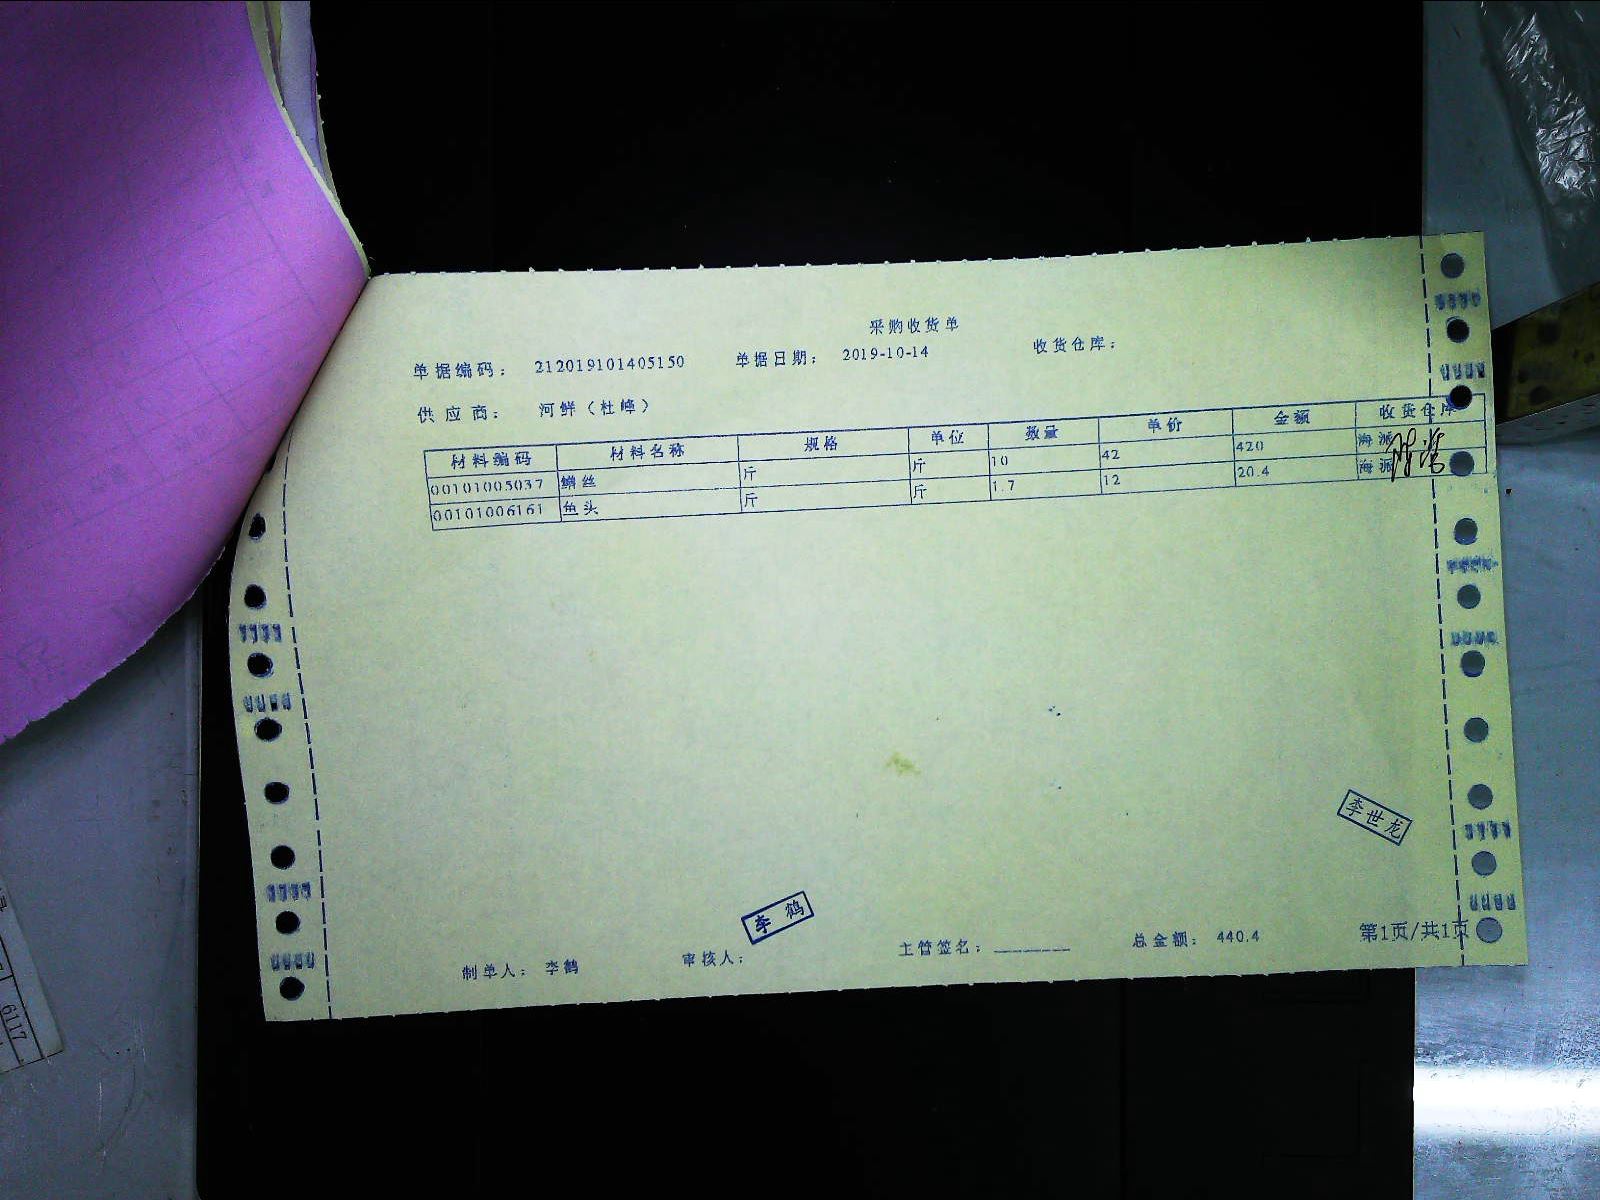 采购收货单
单据编码： 212019101405150 单据日期： 2019-10-14 收货仓库：
供应商： 河鲜（杜峰）
材料编码 材料名称 规格 单位 数量 单价 金额 收货仓库
00101005037 鳝丝 斤 斤 10 42 420 海派
00101006161 鱼头 斤 斤 1.7 12 20.4 海派
李世龙
李鹤
制单人： 李鹤 审核人： 主管签名：________ 总金额： 440.4 第1页/共1页
6117